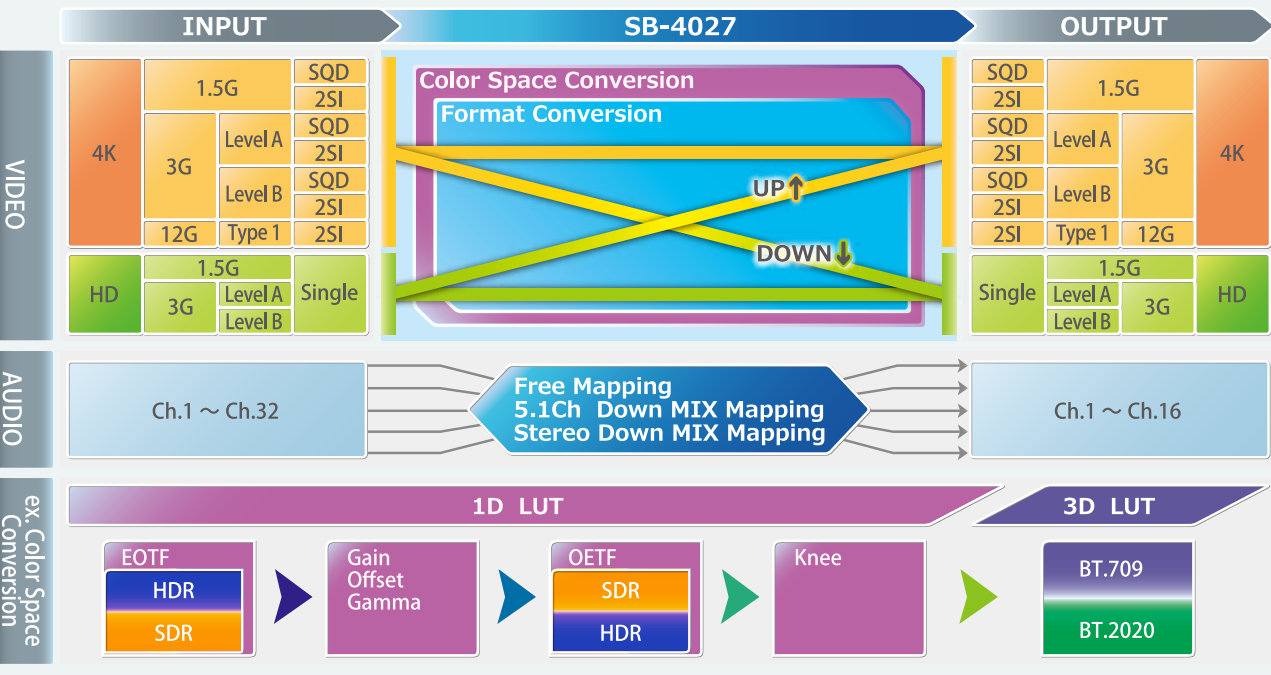 INPUT
SB-4027
OUTPUT
VIDEO
4K
1.5G
SQD
2SI
3G
Level A
SQD
2SI
Level B
SQD
2SI
12G
Type 1
2SI
HD
1.5G
3G
Level A
Level B
Single
Color Space Conversion
Format Conversion
UP↑
DOWN↓
SQD
2SI
1.5G
SQD
2SI
Level A
SQD
2SI
Level B
3G
2SI
Type 1
12G
4K
Single
1.5G
Level A
Level B
3G
HD
AUDIO
Ch.1 ～ Ch.32
Free Mapping
5.1Ch Down MIX Mapping
Stereo Down MIX Mapping
Ch.1 ～ Ch.16
ex. Color Space
Conversion
1D LUT
3D LUT
EOTF
HDR
SDR
Gain
Offset
Gamma
OETF
SDR
HDR
Knee
BT.709
BT.2020